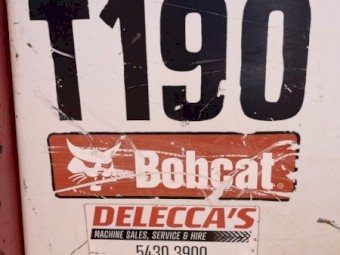 T190
Bobcat
DELECCA'S
MACHINE SALES, SERVICE & HIRE
5430 3900